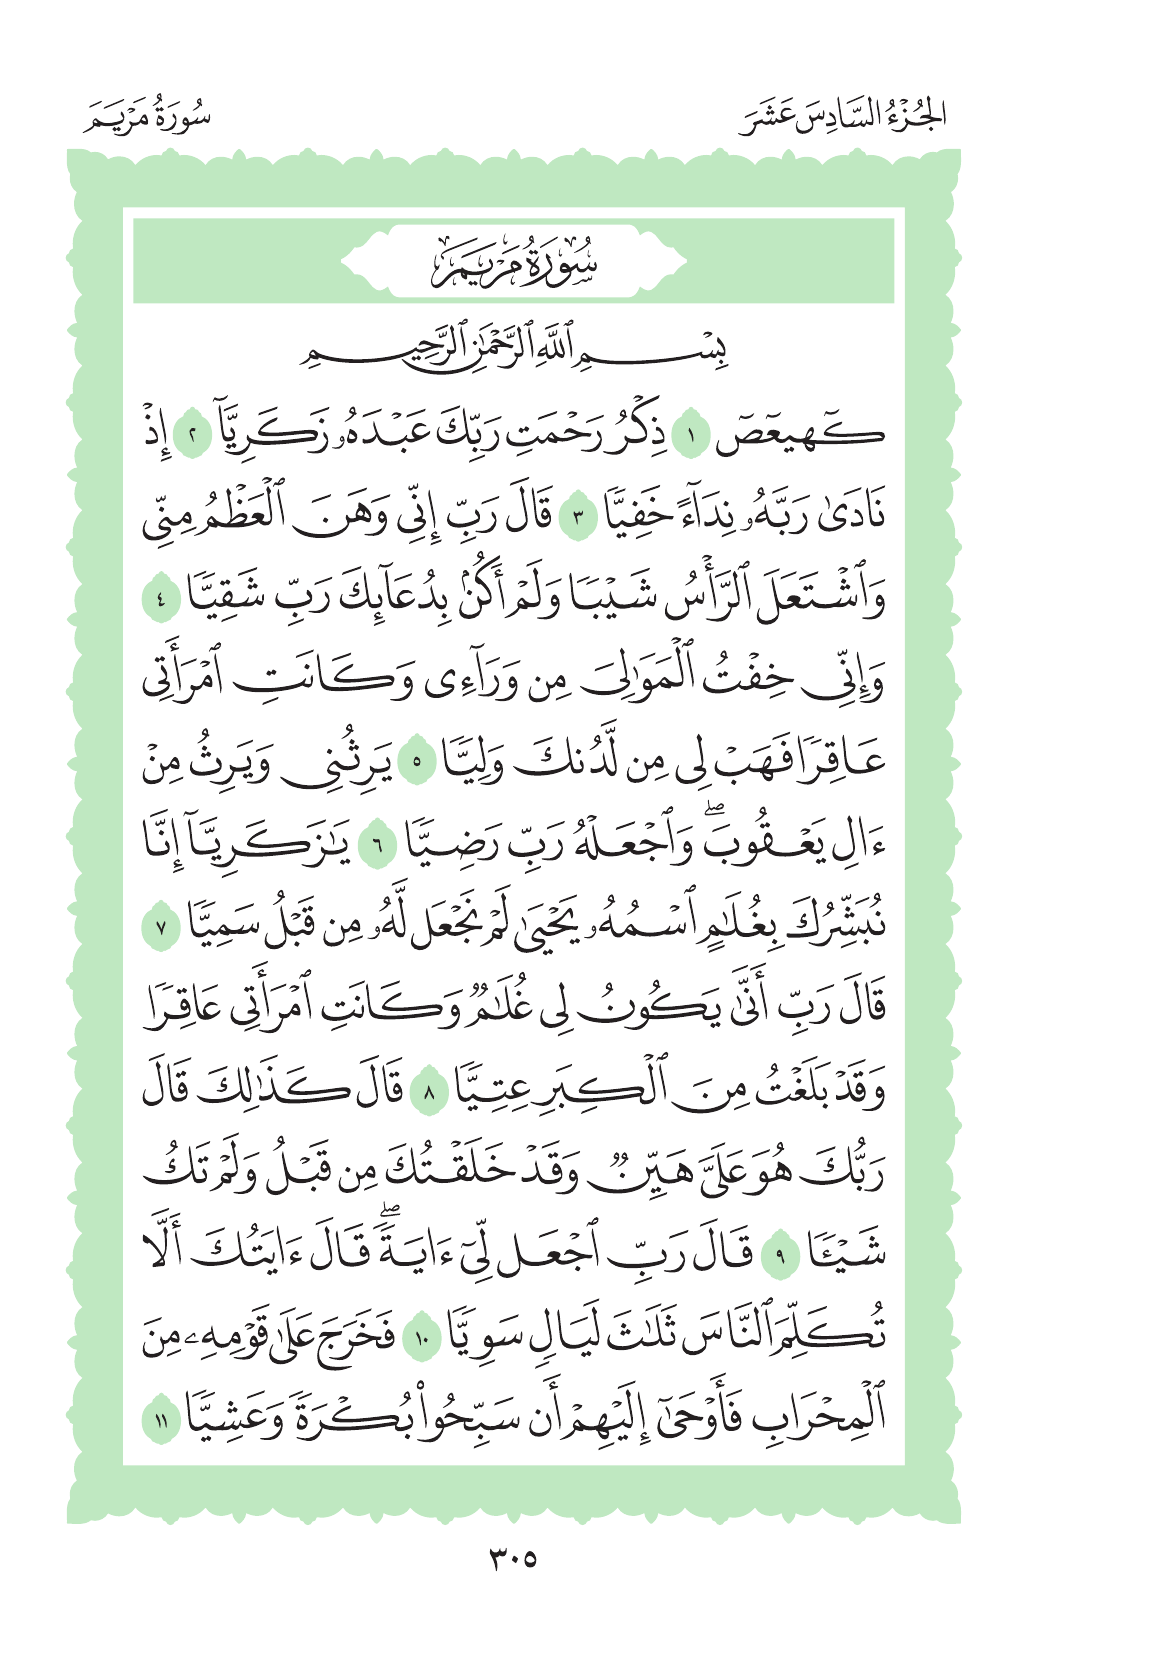 الجُزْءُ السَّادِسَ عَشَرَ
سُورَةُ مَرْيَمَ
سُورَةُ مَرۡيَمَ
بِسۡمِ ٱللَّهِ ٱلرَّحۡمَٰنِ ٱلرَّحِيمِ
كٓهيعٓصٓ ١ ذِكۡرُ رَحۡمَتِ رَبِّكَ عَبۡدَهُۥ زَكَرِيَّآ ٢ إِذۡ
نَادَىٰ رَبَّهُۥ نِدَآءً خَفِيّٗا ٣ قَالَ رَبِّ إِنِّي وَهَنَ ٱلۡعَظۡمُ مِنِّي
وَٱشۡتَعَلَ ٱلرَّأۡسُ شَيۡبٗا وَلَمۡ أَكُنۢ بِدُعَآئِكَ رَبِّ شَقِيّٗا ٤
وَإِنِّي خِفۡتُ ٱلۡمَوَٰلِيَ مِن وَرَآءِي وَكَانَتِ ٱمۡرَأَتِي
عَاقِرٗا فَهَبۡ لِي مِن لَّدُنكَ وَلِيّٗا ٥ يَرِثُنِي وَيَرِثُ مِنۡ
ءَالِ يَعۡقُوبَۖ وَٱجۡعَلۡهُ رَبِّ رَضِيّٗا ٦ يَٰزَكَرِيَّآ إِنَّا
نُبَشِّرُكَ بِغُلَٰمٍ ٱسۡمُهُۥ يَحۡيَىٰ لَمۡ نَجۡعَل لَّهُۥ مِن قَبۡلُ سَمِيّٗا ٧
قَالَ رَبِّ أَنَّىٰ يَكُونُ لِي غُلَٰمٞ وَكَانَتِ ٱمۡرَأَتِي عَاقِرٗا
وَقَدۡ بَلَغۡتُ مِنَ ٱلۡكِبَرِ عِتِيّٗا ٨ قَالَ كَذَٰلِكَ قَالَ
رَبُّكَ هُوَ عَلَيَّ هَيِّنٞ وَقَدۡ خَلَقۡتُكَ مِن قَبۡلُ وَلَمۡ تَكُ
شَيۡـٔٗا ٩ قَالَ رَبِّ ٱجۡعَل لِّيٓ ءَايَةٗۖ قَالَ ءَايَتُكَ أَلَّا
تُكَلِّمَ ٱلنَّاسَ ثَلَٰثَ لَيَالٖ سَوِيّٗا ١٠ فَخَرَجَ عَلَىٰ قَوۡمِهِۦ مِنَ
ٱلۡمِحۡرَابِ فَأَوۡحَىٰٓ إِلَيۡهِمۡ أَن سَبِّحُواْ بُكۡرَةٗ وَعَشِيّٗا ١١
٣٠٥